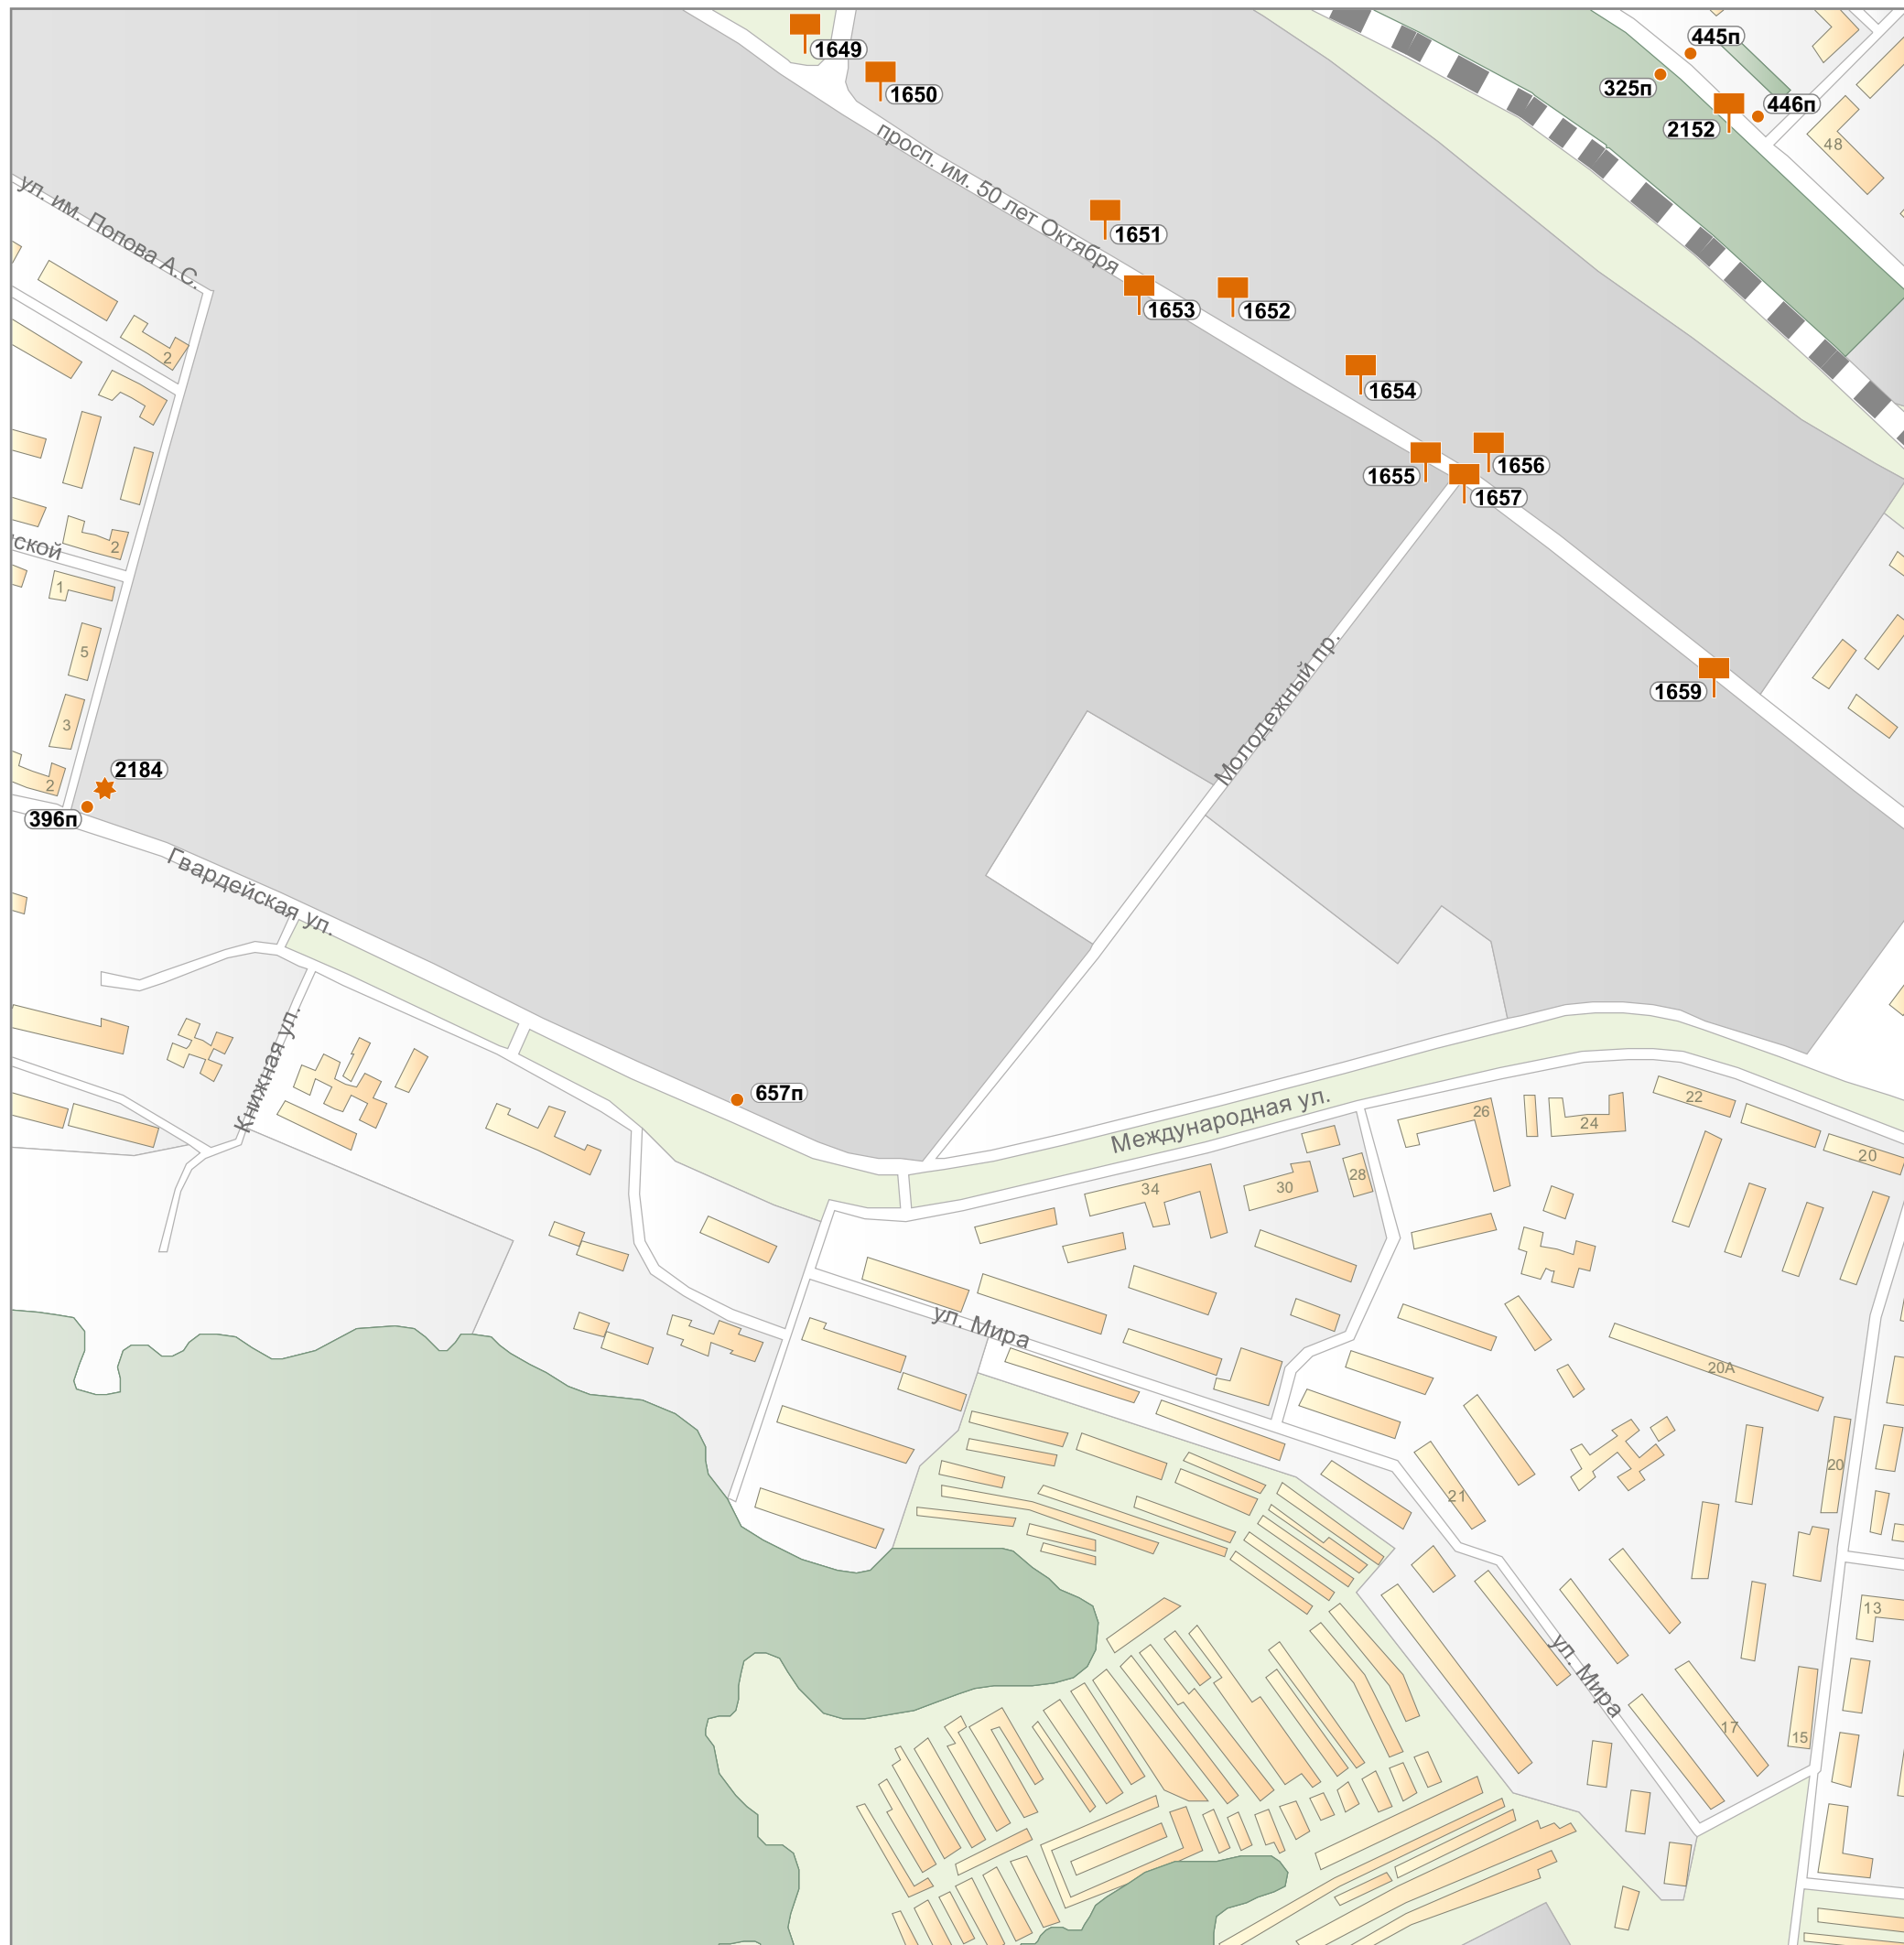 1649
445п
1650
325п
446п
2152
48
просп. им. 50 лет Октября
ул. им. Попова А.С.
1651
1653
1652
2
1654
1655
1656
1657
2
ской
1
5
Молодежный пр.
1659
3
2184
2
396п
Гвардейская ул.
Книжная ул.
657п
Международная ул.
26
22
24
20
34
30
28
ул. Мира
20А
20
21
13
ул. Мира
17
15